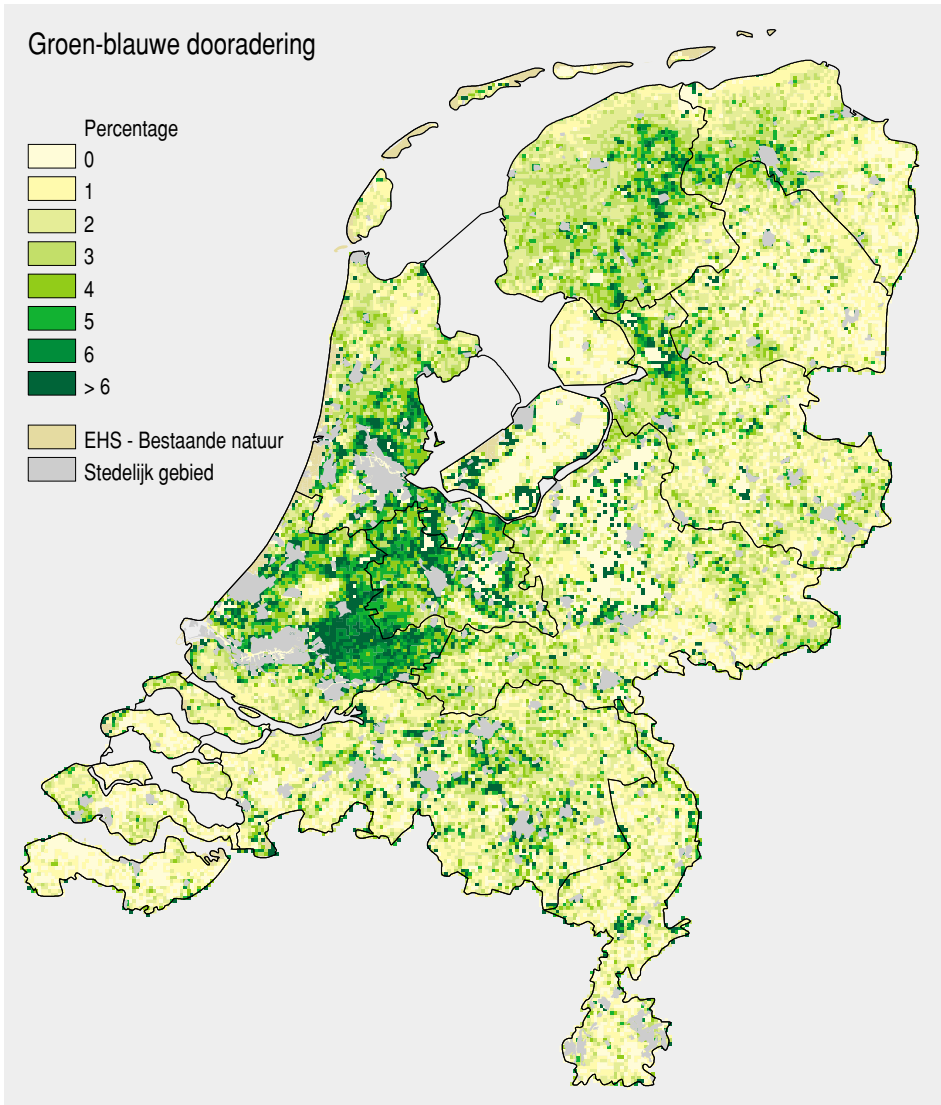 Groen-blauwe dooradering
Percentage
0
1
2
3
4
5
6
> 6
EHS - Bestaande natuur
Stedelijk gebied